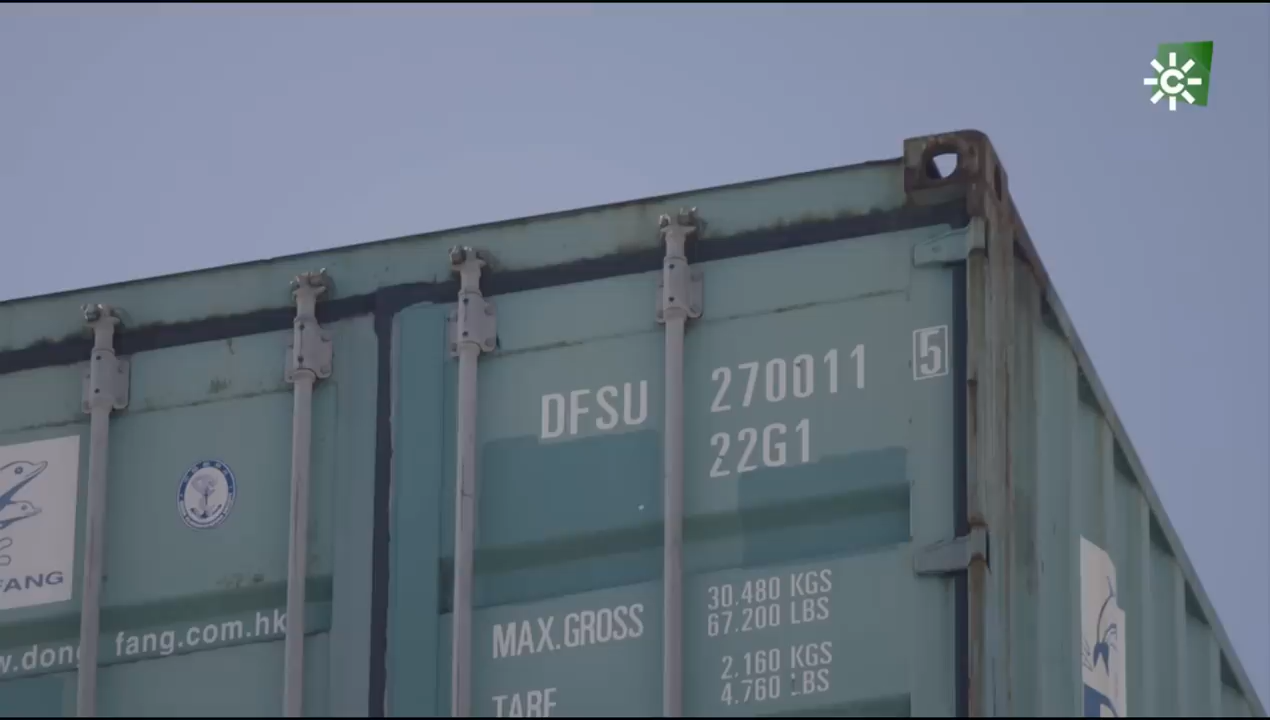 DFSU 270011 5
22G1
FANG
w.dong fang.com.hk
MAX.GROSS 30.480 KGS
67.200 LBS
TARE 2.160 KGS
4.760 LBS